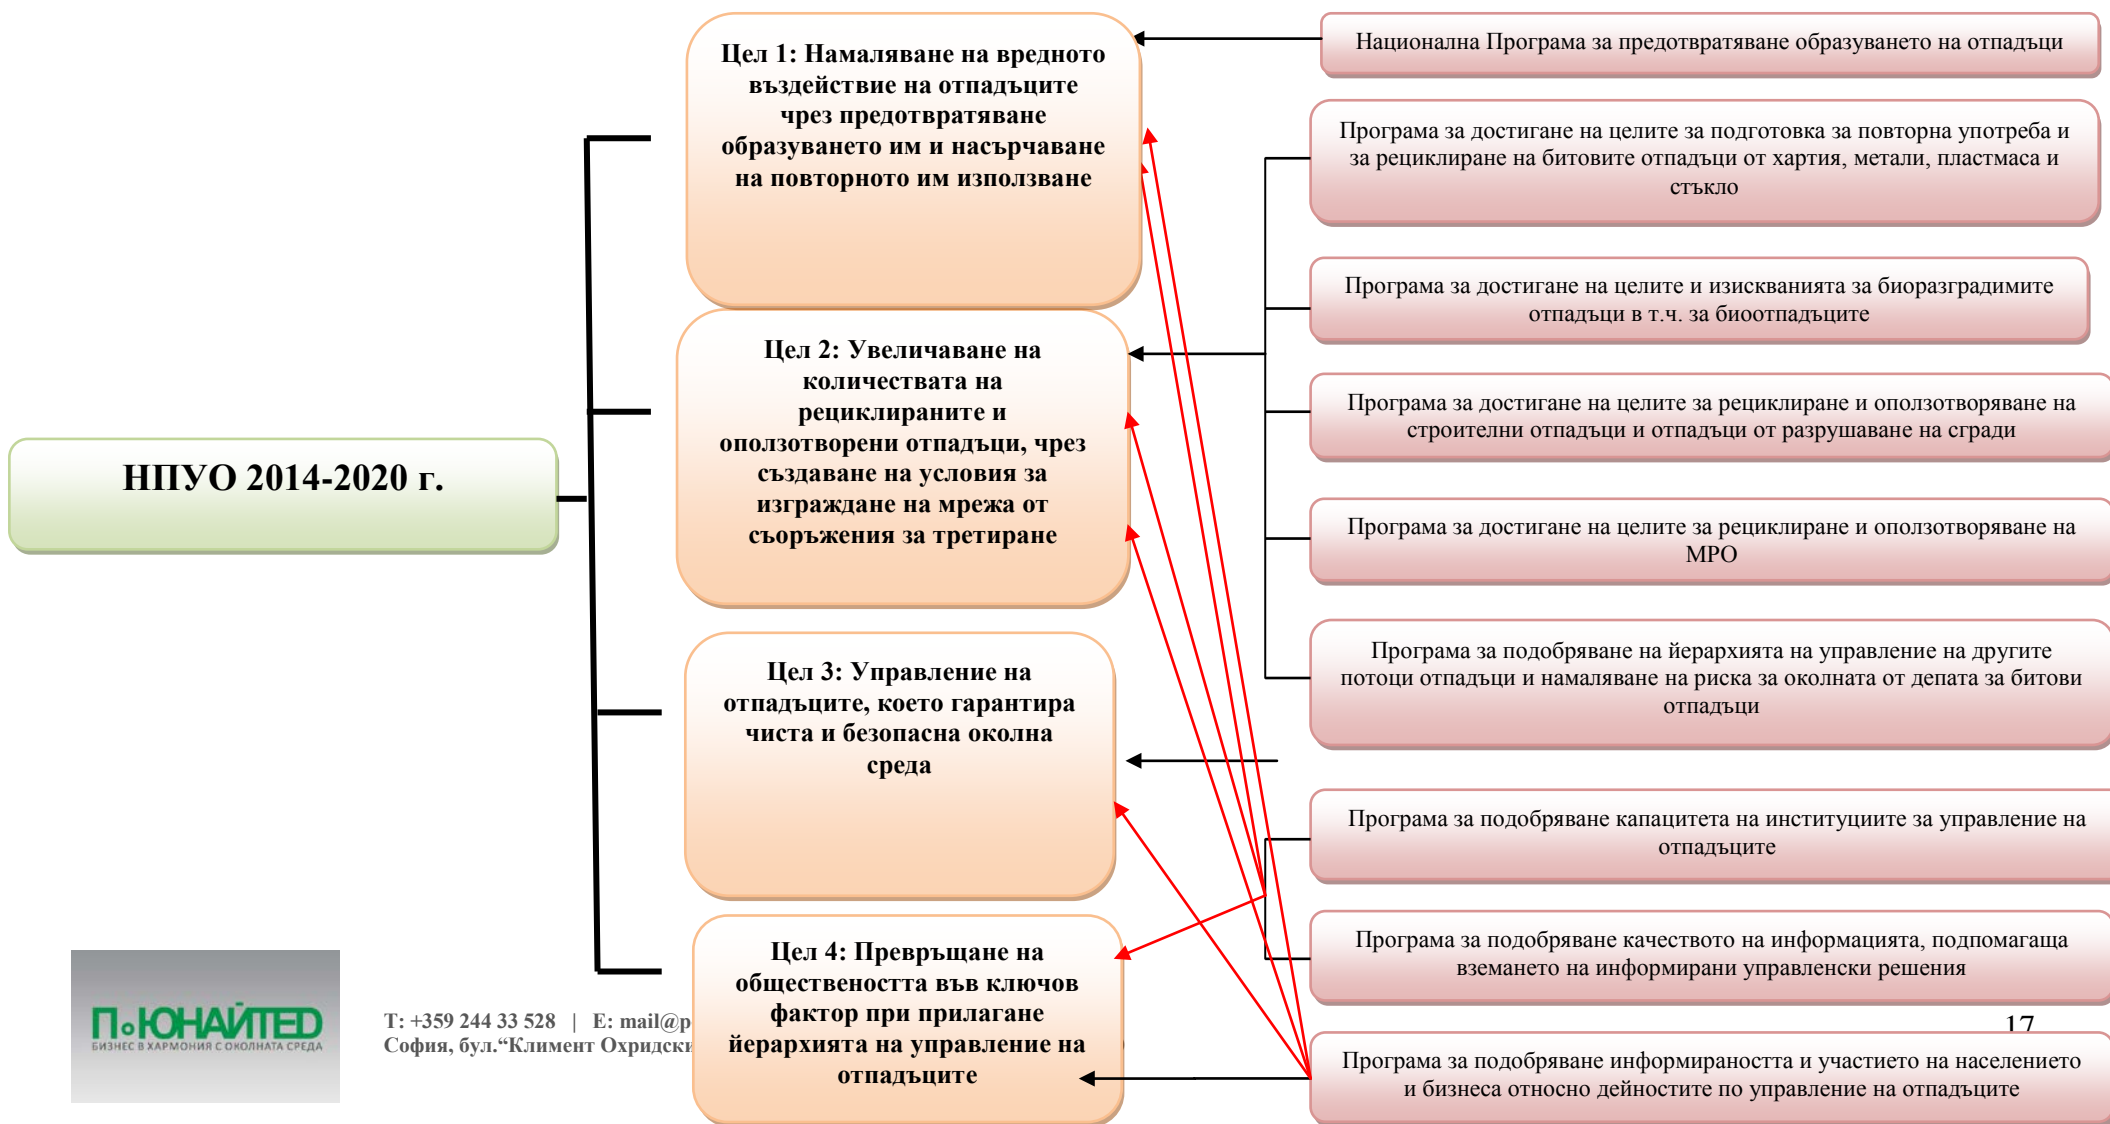 НПУО 2014-2020 г.
Цел 1: Намаляване на вредното
въздействие на отпадъците
чрез предотвратяване
образуването им и насърчаване
на повторното им използване
Цел 2: Увеличаване на
количествата на
рециклираните и
оползотворени отпадъци, чрез
създаване на условия за
изграждане на мрежа от
съоръжения за третиране
Цел 3: Управление на
отпадъците, което гарантира
чиста и безопасна околна
среда
Цел 4: Превръщане на
обществеността във ключов
фактор при прилагане
йерархията на управление на
отпадъците
Национална Програма за предотвратяване образуването на отпадъци
Програма за достигане на целите за подготовка за повторна употреба и
за рециклиране на битовите отпадъци от хартия, метали, пластмаса и
стъкло
Програма за достигане на целите и изискванията за биоразградимите
отпадъци в т.ч. за биоотпадъците
Програма за достигане на целите за рециклиране и оползотворяване на
строителни отпадъци и отпадъци от разрушаване на сгради
Програма за достигане на целите за рециклиране и оползотворяване на
МРО
Програма за подобряване на йерархията на управление на другите
потоци отпадъци и намаляване на риска за околната от депата за битови
отпадъци
Програма за подобряване капацитета на институциите за управление на
отпадъците
Програма за подобряване качеството на информацията, подпомагаща
вземането на информирани управленски решения
Програма за подобряване информираността и участието на населението
и бизнеса относно дейностите по управление на отпадъците
П∘ЮНАЙТЕD
БИЗНЕС В ХАРМОНИЯ С ОКОЛНАТА СРЕДА
T: +359 244 33 528 | E: mail@p
София, бул.“Климент Охридски
17